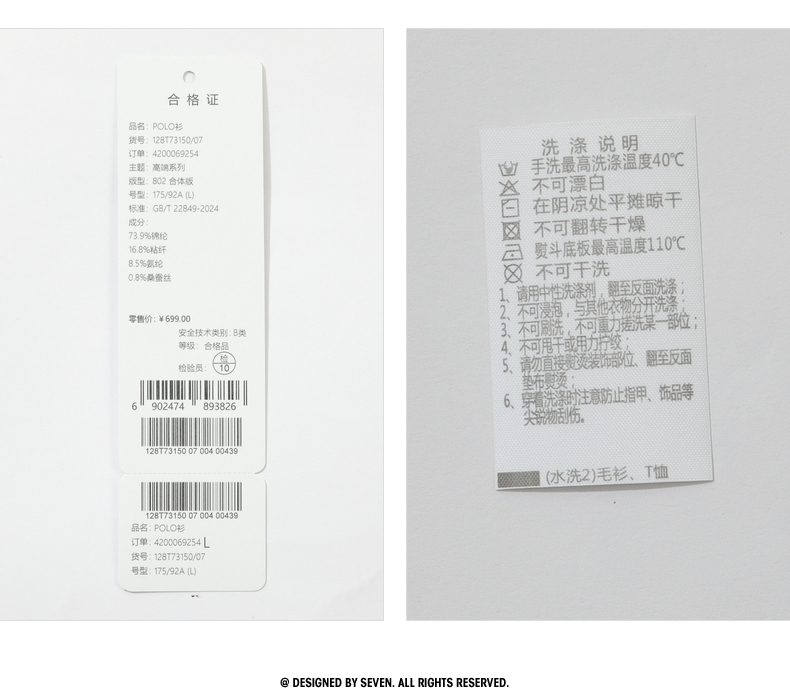 合格证
品名: POLO衫
货号: 128T73150/07
订单: 4200069254
主题: 高端系列
版型: 802 合体版
号型: 175/92A (L)
标准: GB/T 22849-2024
成分:
73.9%锦纶
16.8%粘纤
8.5%氨纶
0.8%桑蚕丝
零售价: ¥699.00
安全技术类别: B类
等级: 合格品
检验员: 检 10
6 902474 893826
128T73150 07 004 00439
128T73150 07 004 00439
品名: POLO衫
订单: 4200069254 L
货号: 128T73150/07
号型: 175/92A (L)
洗涤说明
手洗最高洗涤温度40℃
不可漂白
在阴凉处平摊晾干
不可翻转干燥
熨斗底板最高温度110℃
不可干洗
1、请用中性洗涤剂，翻至反面洗涤；
2、不可浸泡，与其他衣物分开洗涤；
3、不可刷洗，不可重力搓洗某一部位；
4、不可甩干或用力拧绞；
5、请勿直接熨烫装饰部位、翻至反面
垫布熨烫；
6、穿着洗涤时注意防止指甲、饰品等
尖锐物刮伤。
(水洗2)毛衫、T恤
@ DESIGNED BY SEVEN. ALL RIGHTS RESERVED.